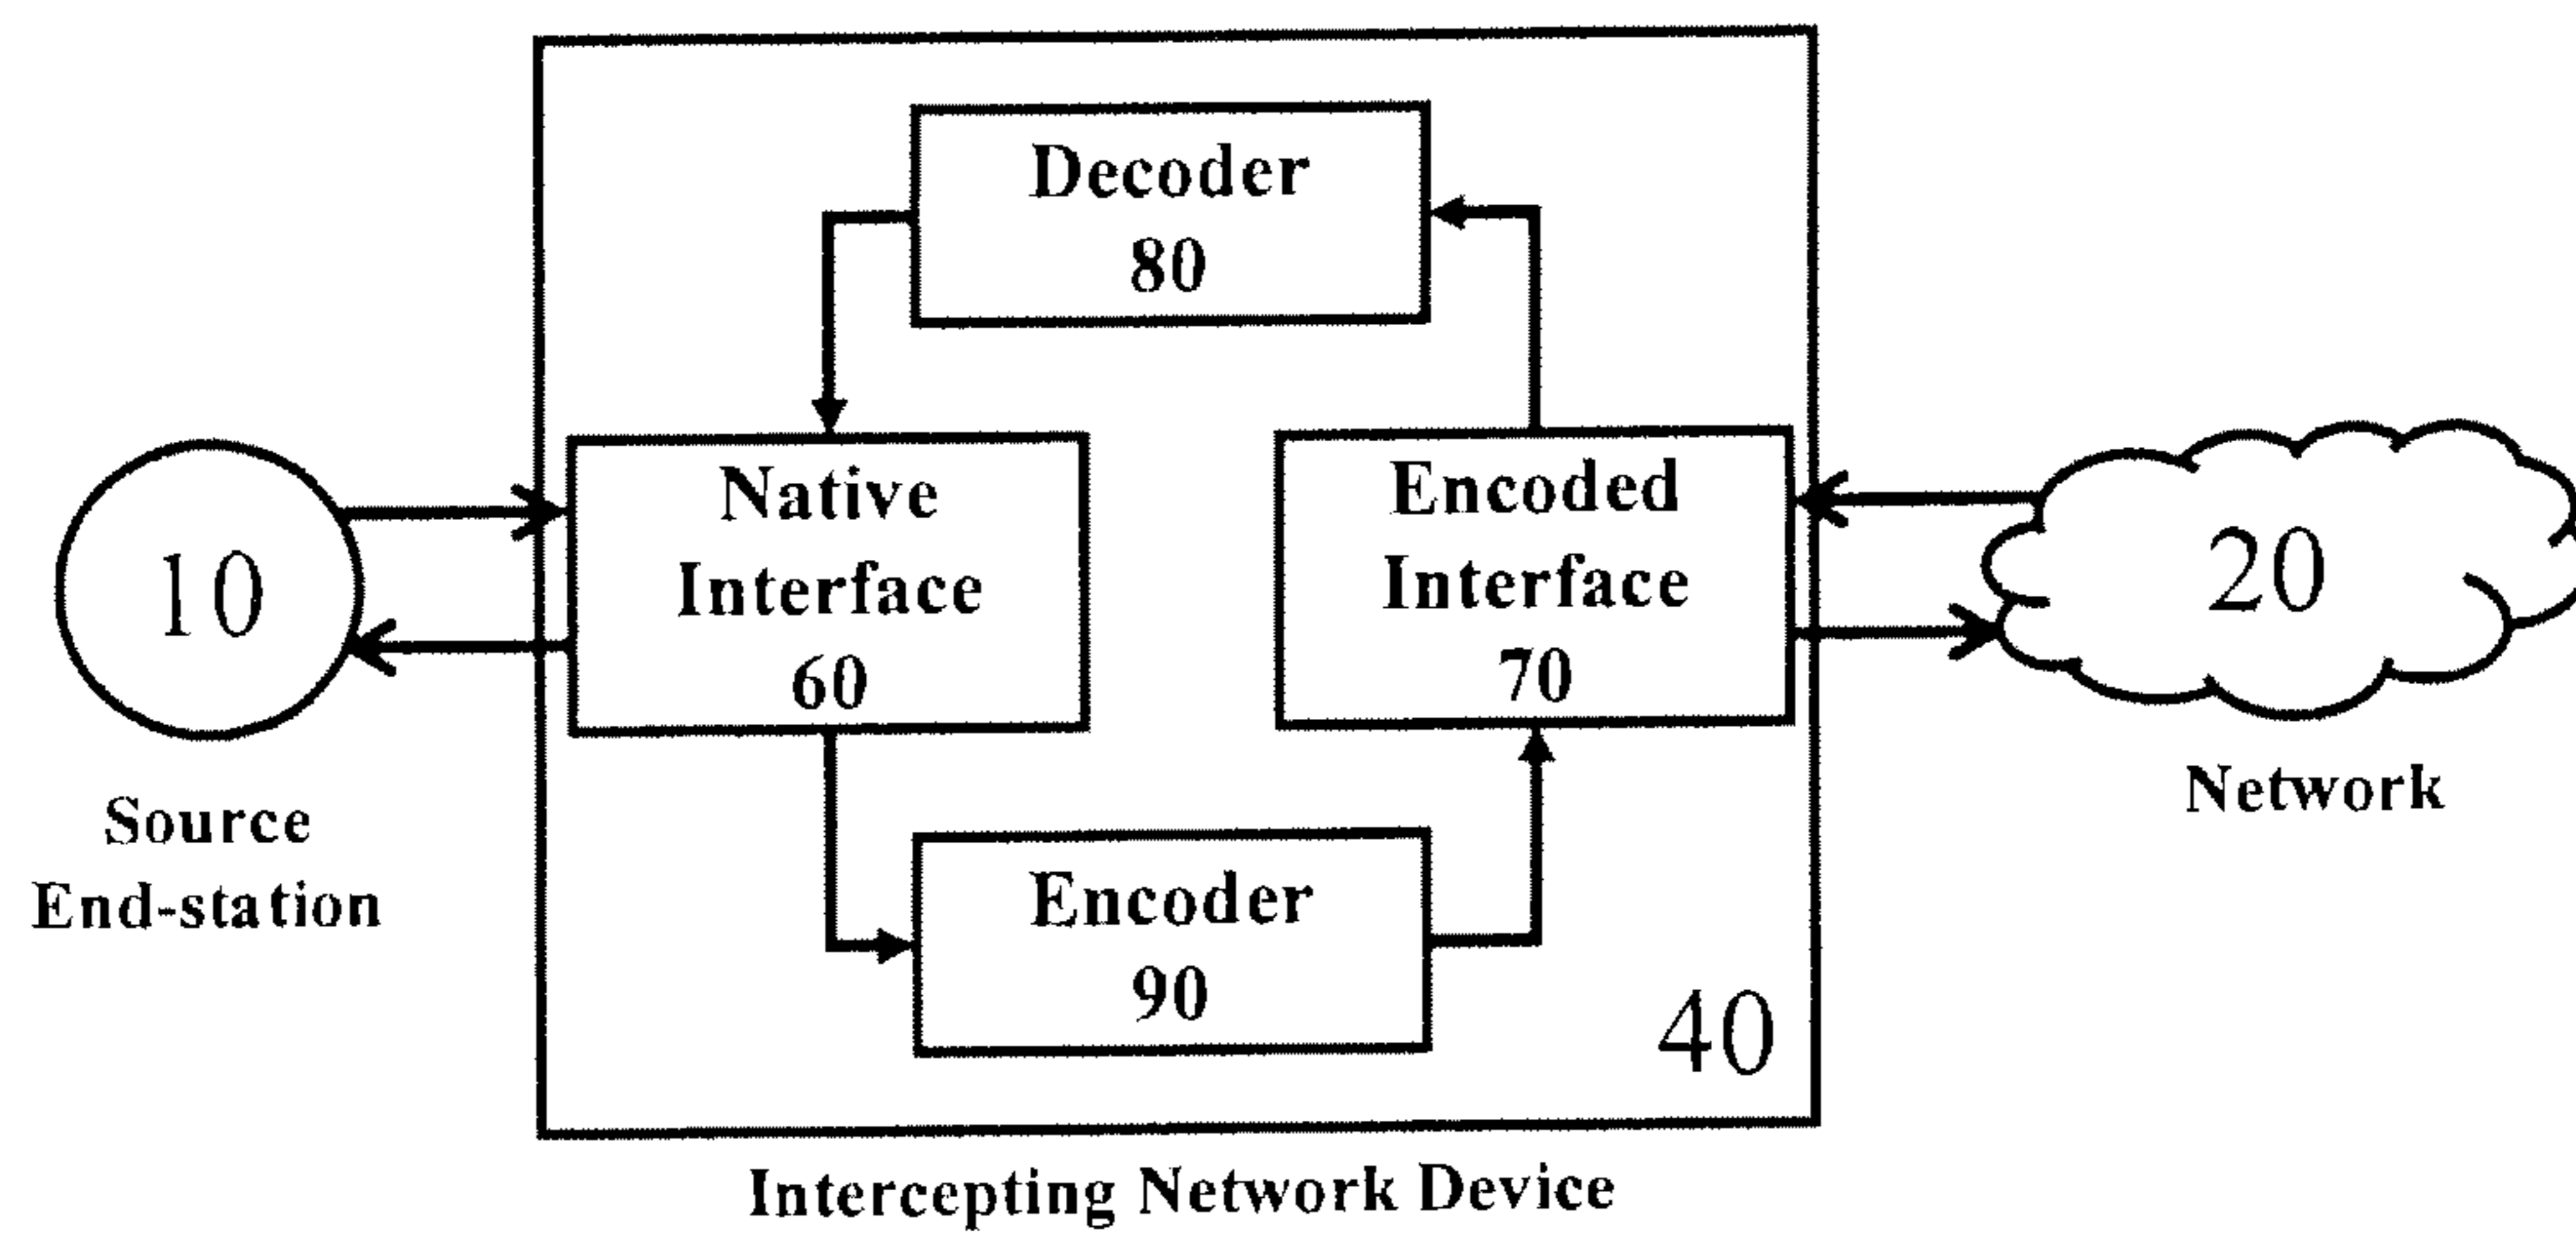 Decoder
80
Native
Interface
60
Encoded
Interface
70
10
20
Source
End-station
Network
Encoder
90
40
Intercepting Network Device